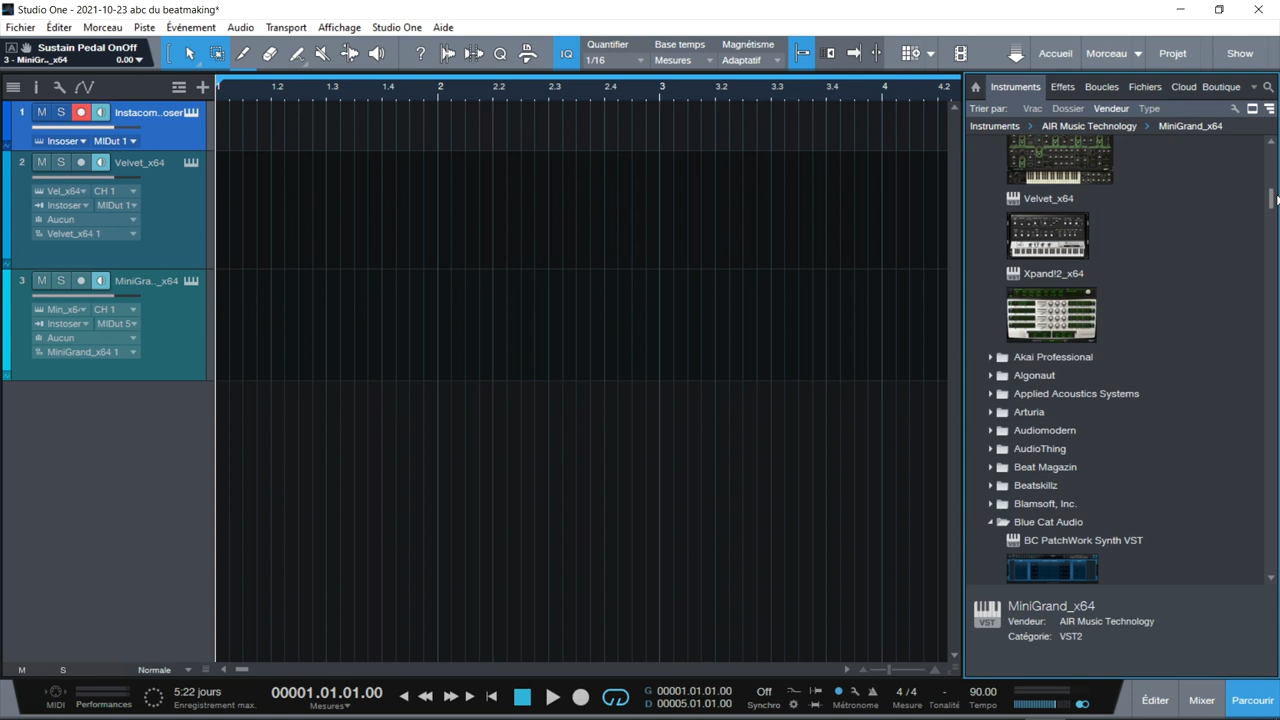 Studio One - 2021-10-23 abc du beatmaking*
Fichier Éditer Morceau Piste Événement Audio Transport Affichage Studio One Aide
Sustain Pedal OnOff
3 - MiniGr.._x64 0.00
Quantifier
1/16
Base temps
Mesures
Magnétisme
Adaptatif
IQ
Accueil Morceau Projet Show
1 1.2 1.3 1.4 2 2.2 2.3 2.4 3 3.2 3.3 3.4 4 4.2
1 M S Instacom..oser
Insoser MIDut 1
2 M S Velvet_x64
Vel_x64 CH 1
Instoser MIDut 1
Aucun
Velvet_x64 1
3 M S MiniGra.._x64
Min_x6 CH 1
Instoser MIDut 5
Aucun
MiniGrand_x64 1
M S Normale
Instruments Effets Boucles Fichiers Cloud Boutique
Trier par: Vrac Dossier Vendeur Type
Instruments AIR Music Technology MiniGrand_x64
Velvet_x64
Xpand!2_x64
Akai Professional
Algonaut
Applied Acoustics Systems
Arturia
Audiomodern
AudioThing
Beat Magazin
Beatskillz
Blamsoft, Inc.
Blue Cat Audio
BC PatchWork Synth VST
VST
MiniGrand_x64
Vendeur: AIR Music Technology
Catégorie: VST2
MIDI
Performances
5:22 jours
Enregistrement max.
00001.01.01.00
Mesures
G 00001.01.01.00
D 00005.01.01.00
Off
Synchro
Métronome
4 / 4
Mesure
-
Tonalité
90.00
Tempo
Éditer Mixer Parcourir